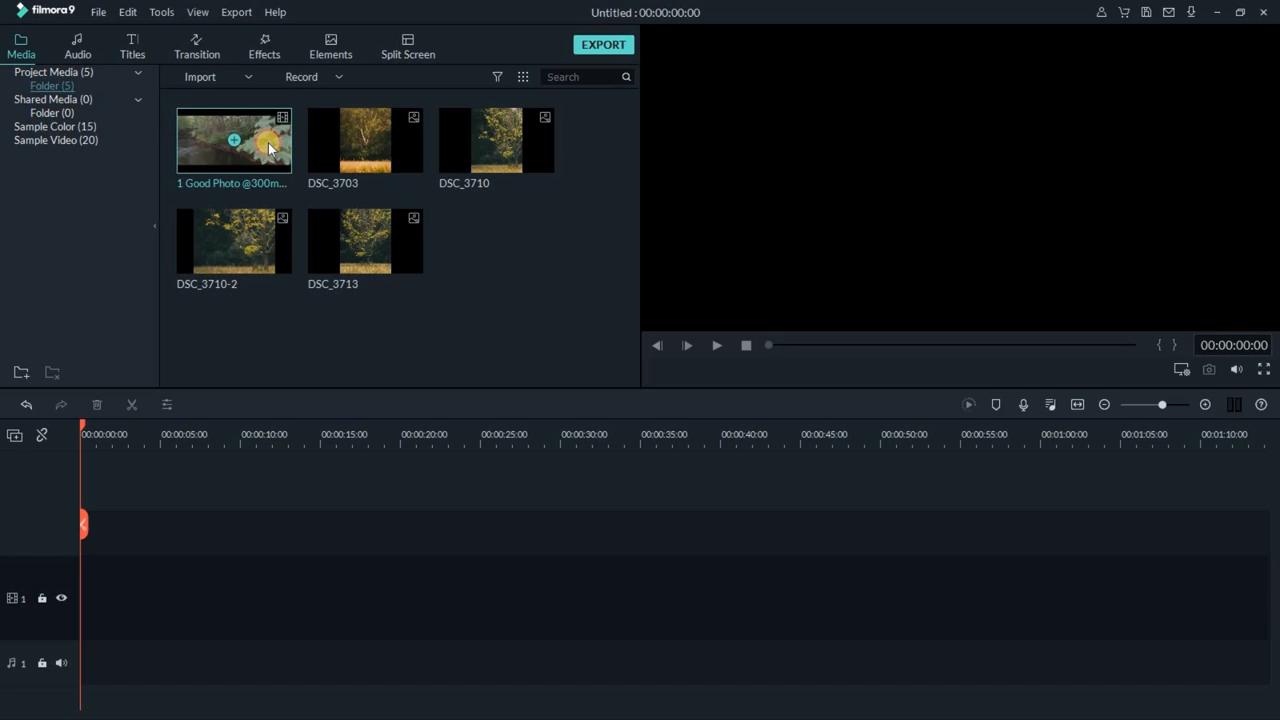 filmora9 File Edit Tools View Export Help Untitled : 00:00:00:00
Media Audio Titles Transition Effects Elements Split Screen EXPORT
Project Media (5) Import Record Search
Folder (5)
Shared Media (0)
Folder (0)
Sample Color (15)
Sample Video (20)
1 Good Photo @300m... DSC_3703 DSC_3710
DSC_3710-2 DSC_3713
{ } 00:00:00:00
00:00:00:00 00:00:05:00 00:00:10:00 00:00:15:00 00:00:20:00 00:00:25:00 00:00:30:00 00:00:35:00 00:00:40:00 00:00:45:00 00:00:50:00 00:00:55:00 00:01:00:00 00:01:05:00 00:01:10:00
1
1